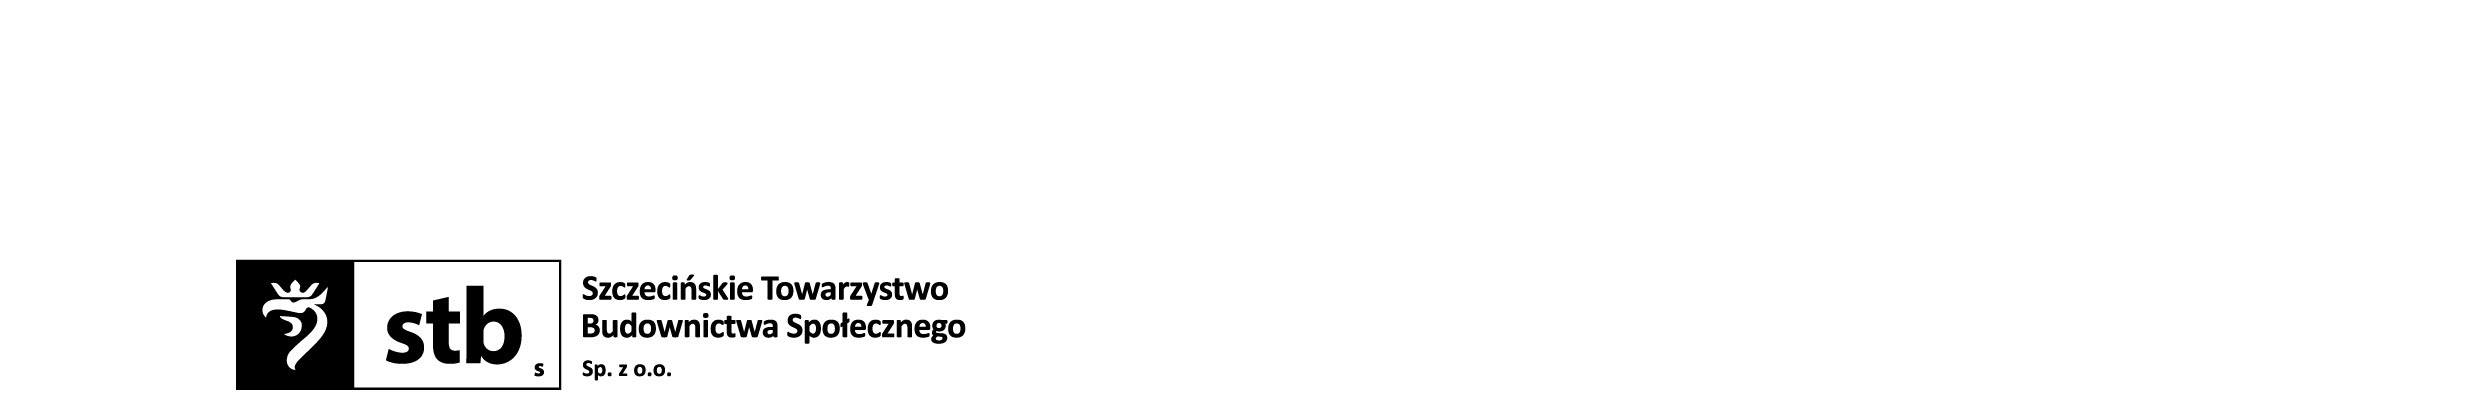 stb
s
Szczecińskie Towarzystwo
Budownictwa Społecznego
Sp. z o.o.